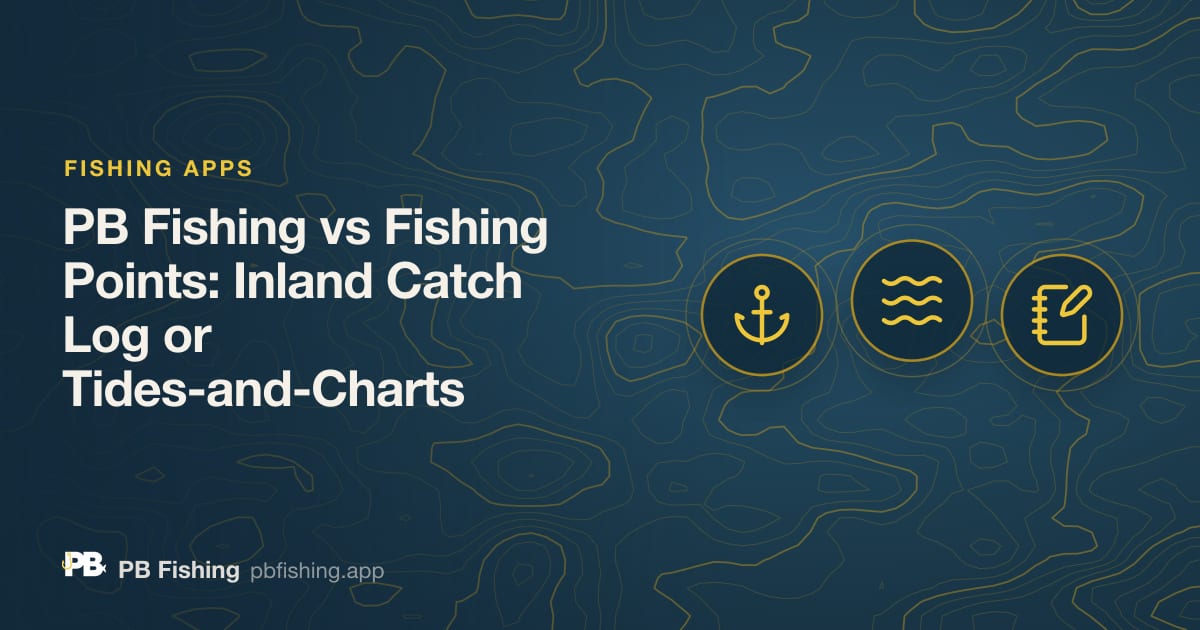 FISHING APPS
PB Fishing vs Fishing
Points: Inland Catch
Log or
Tides-and-Charts
PB PB Fishing pbfishing.app